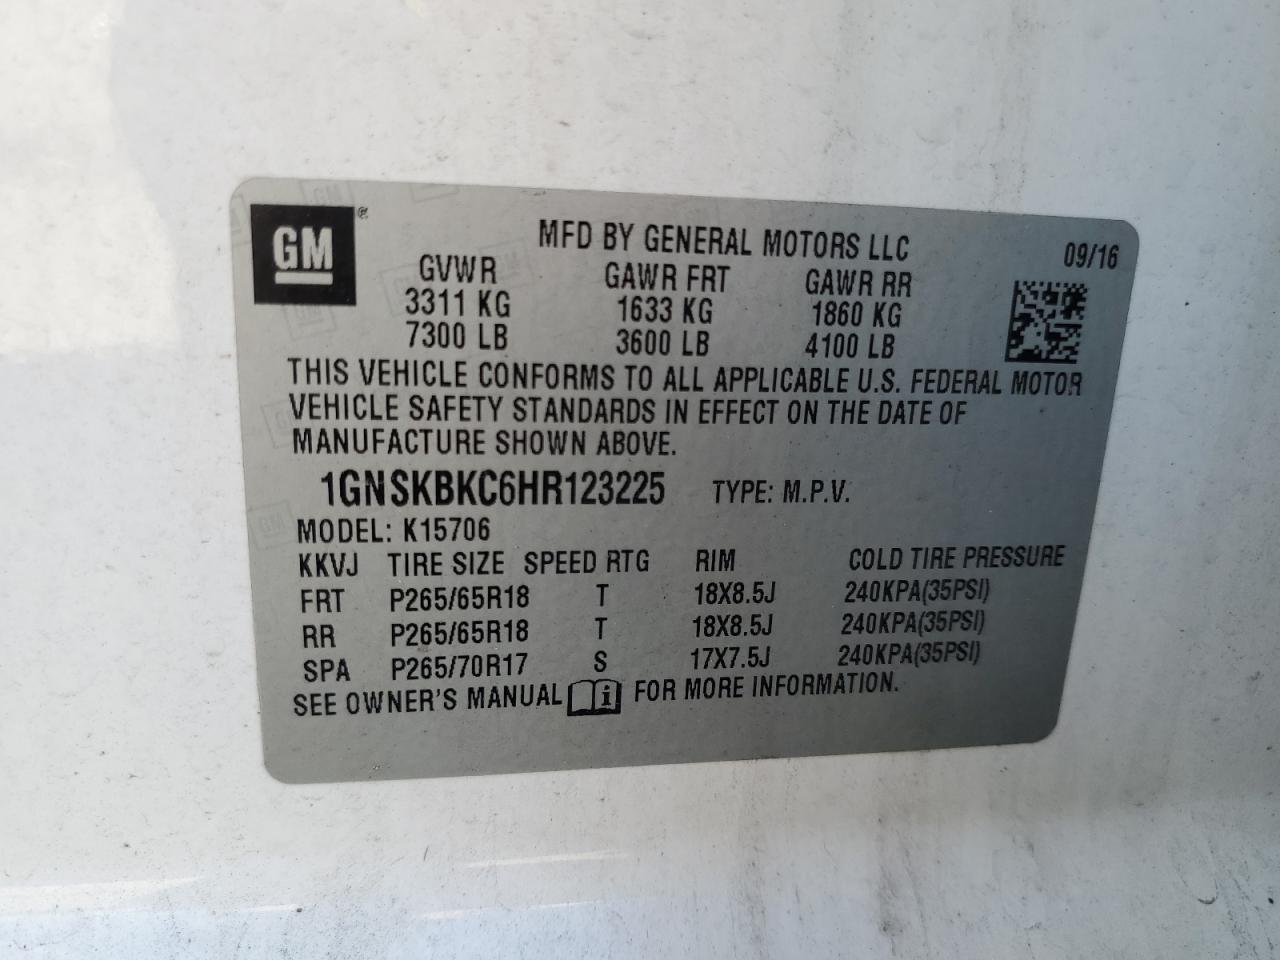 GM ®
MFD BY GENERAL MOTORS LLC 09/16
GVWR GAWR FRT GAWR RR
3311 KG 1633 KG 1860 KG
7300 LB 3600 LB 4100 LB
THIS VEHICLE CONFORMS TO ALL APPLICABLE U.S. FEDERAL MOTOR
VEHICLE SAFETY STANDARDS IN EFFECT ON THE DATE OF
MANUFACTURE SHOWN ABOVE.
1GNSKBKC6HR123225 TYPE: M.P.V.
MODEL: K15706
KKVJ TIRE SIZE SPEED RTG RIM COLD TIRE PRESSURE
FRT P265/65R18 T 18X8.5J 240KPA(35PSI)
RR P265/65R18 T 18X8.5J 240KPA(35PSI)
SPA P265/70R17 S 17X7.5J 240KPA(35PSI)
SEE OWNER'S MANUAL i FOR MORE INFORMATION.